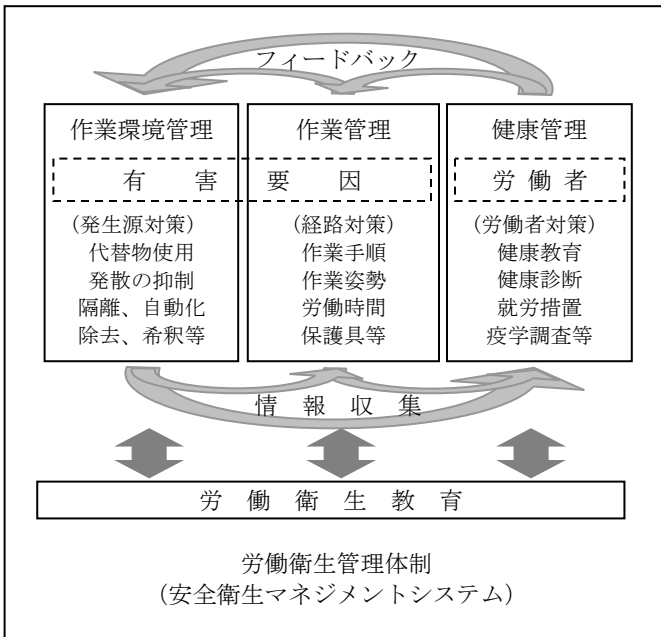 フィードバック
作業環境管理
作業管理
健康管理
有害要因
労働者
(発生源対策)
代替物使用
発散の抑制
隔離、自動化
除去、希釈等
(経路対策)
作業手順
作業姿勢
労働時間
保護具等
(労働者対策)
健康教育
健康診断
就労措置
疫学調査等
情報収集
労働衛生教育
労働衛生管理体制
(安全衛生マネジメントシステム)